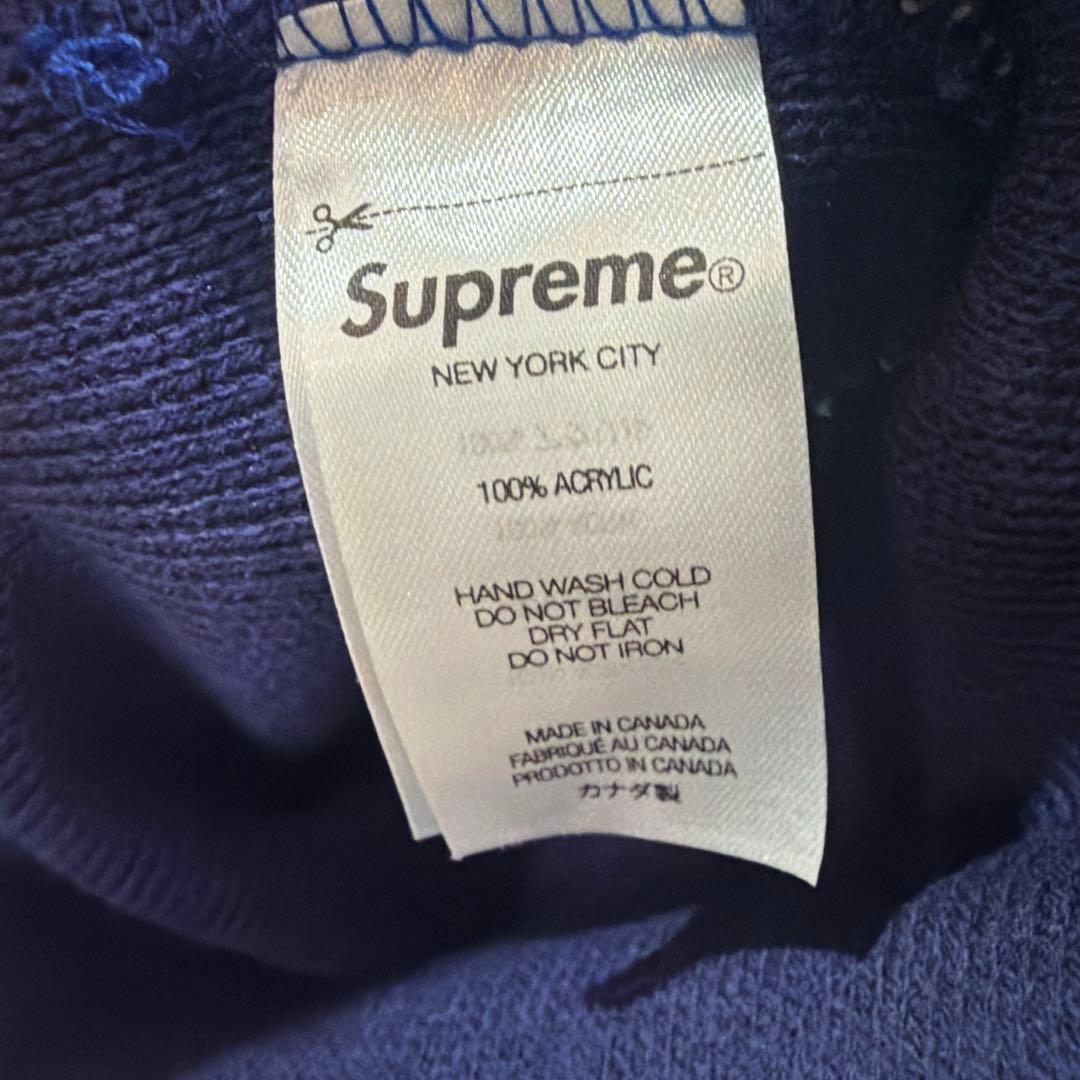 Supreme®
NEW YORK CITY
100% ACRYLIC
HAND WASH COLD
DO NOT BLEACH
DRY FLAT
DO NOT IRON
MADE IN CANADA
FABRIQUÉ AU CANADA
PRODOTTO IN CANADA
カナダ製